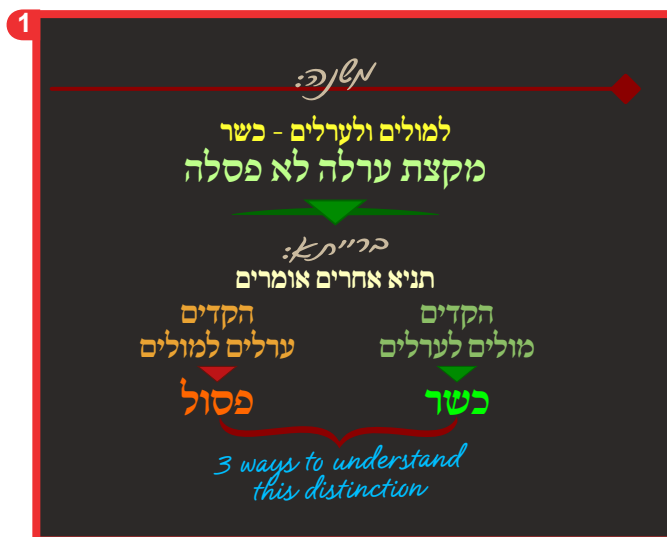 1
משנה:
למולים ולערלים - כשר
מקצת ערלה לא פסלה
ברייתא:
תניא אחרים אומרים
הקדים
מולים לערלים
כשר
הקדים
ערלים למולים
פסול
3 ways to understand
this distinction